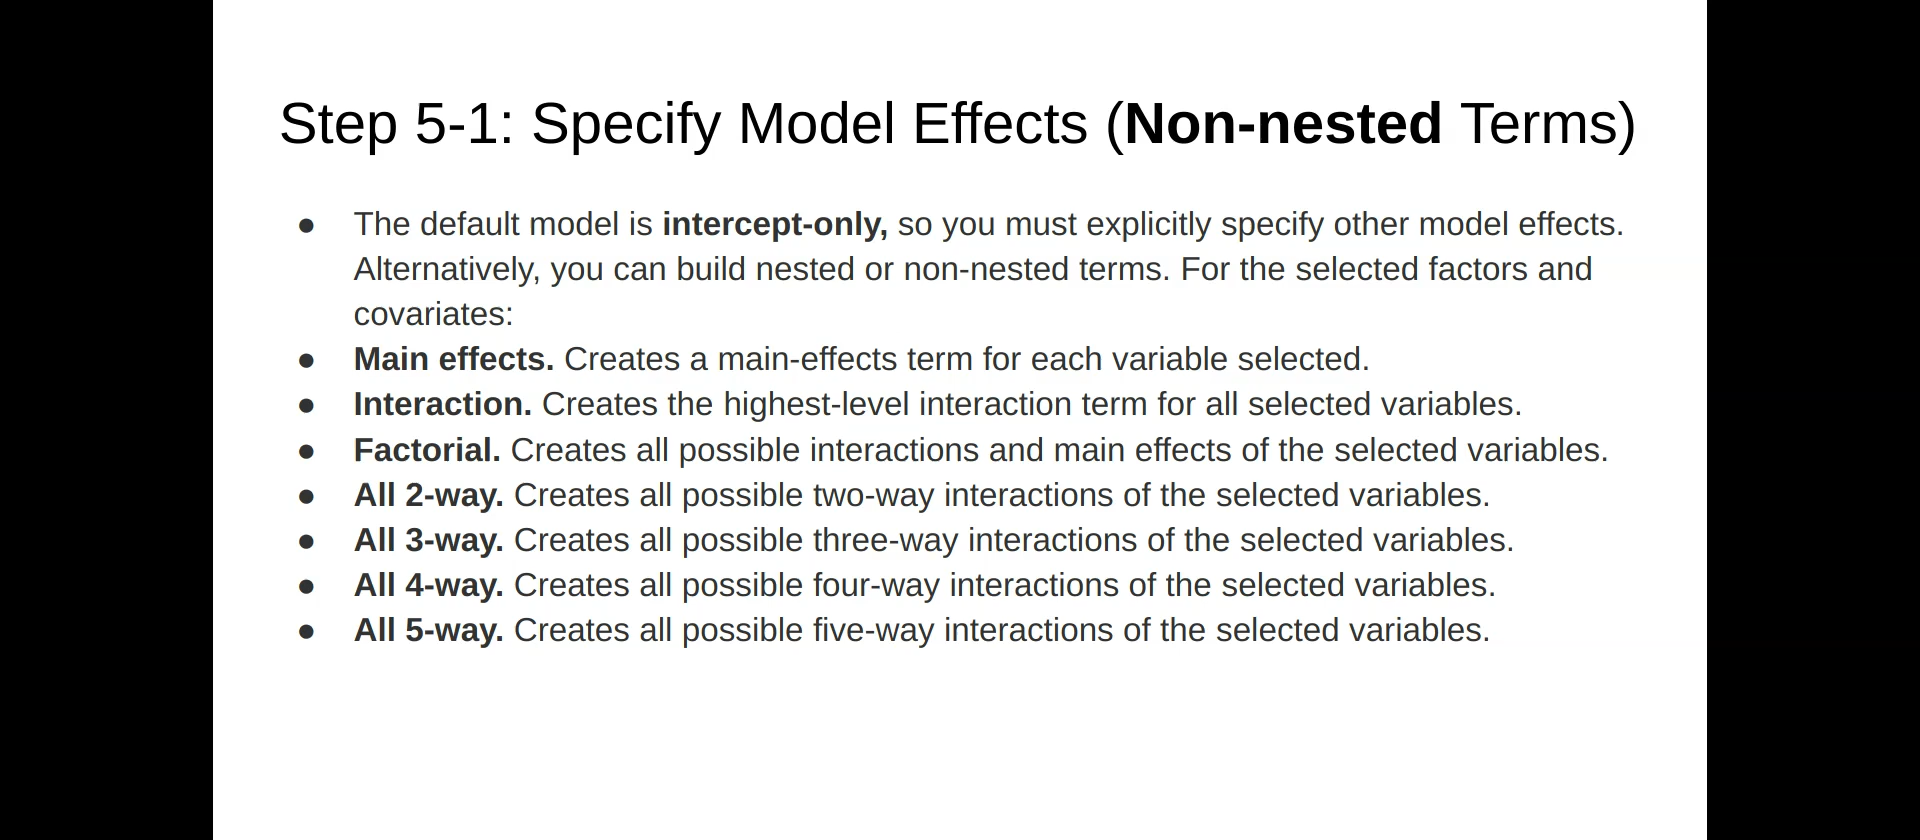 Step 5-1: Specify Model Effects (Non-nested Terms)
● The default model is intercept-only, so you must explicitly specify other model effects.
Alternatively, you can build nested or non-nested terms. For the selected factors and
covariates:
● Main effects. Creates a main-effects term for each variable selected.
● Interaction. Creates the highest-level interaction term for all selected variables.
● Factorial. Creates all possible interactions and main effects of the selected variables.
● All 2-way. Creates all possible two-way interactions of the selected variables.
● All 3-way. Creates all possible three-way interactions of the selected variables.
● All 4-way. Creates all possible four-way interactions of the selected variables.
● All 5-way. Creates all possible five-way interactions of the selected variables.